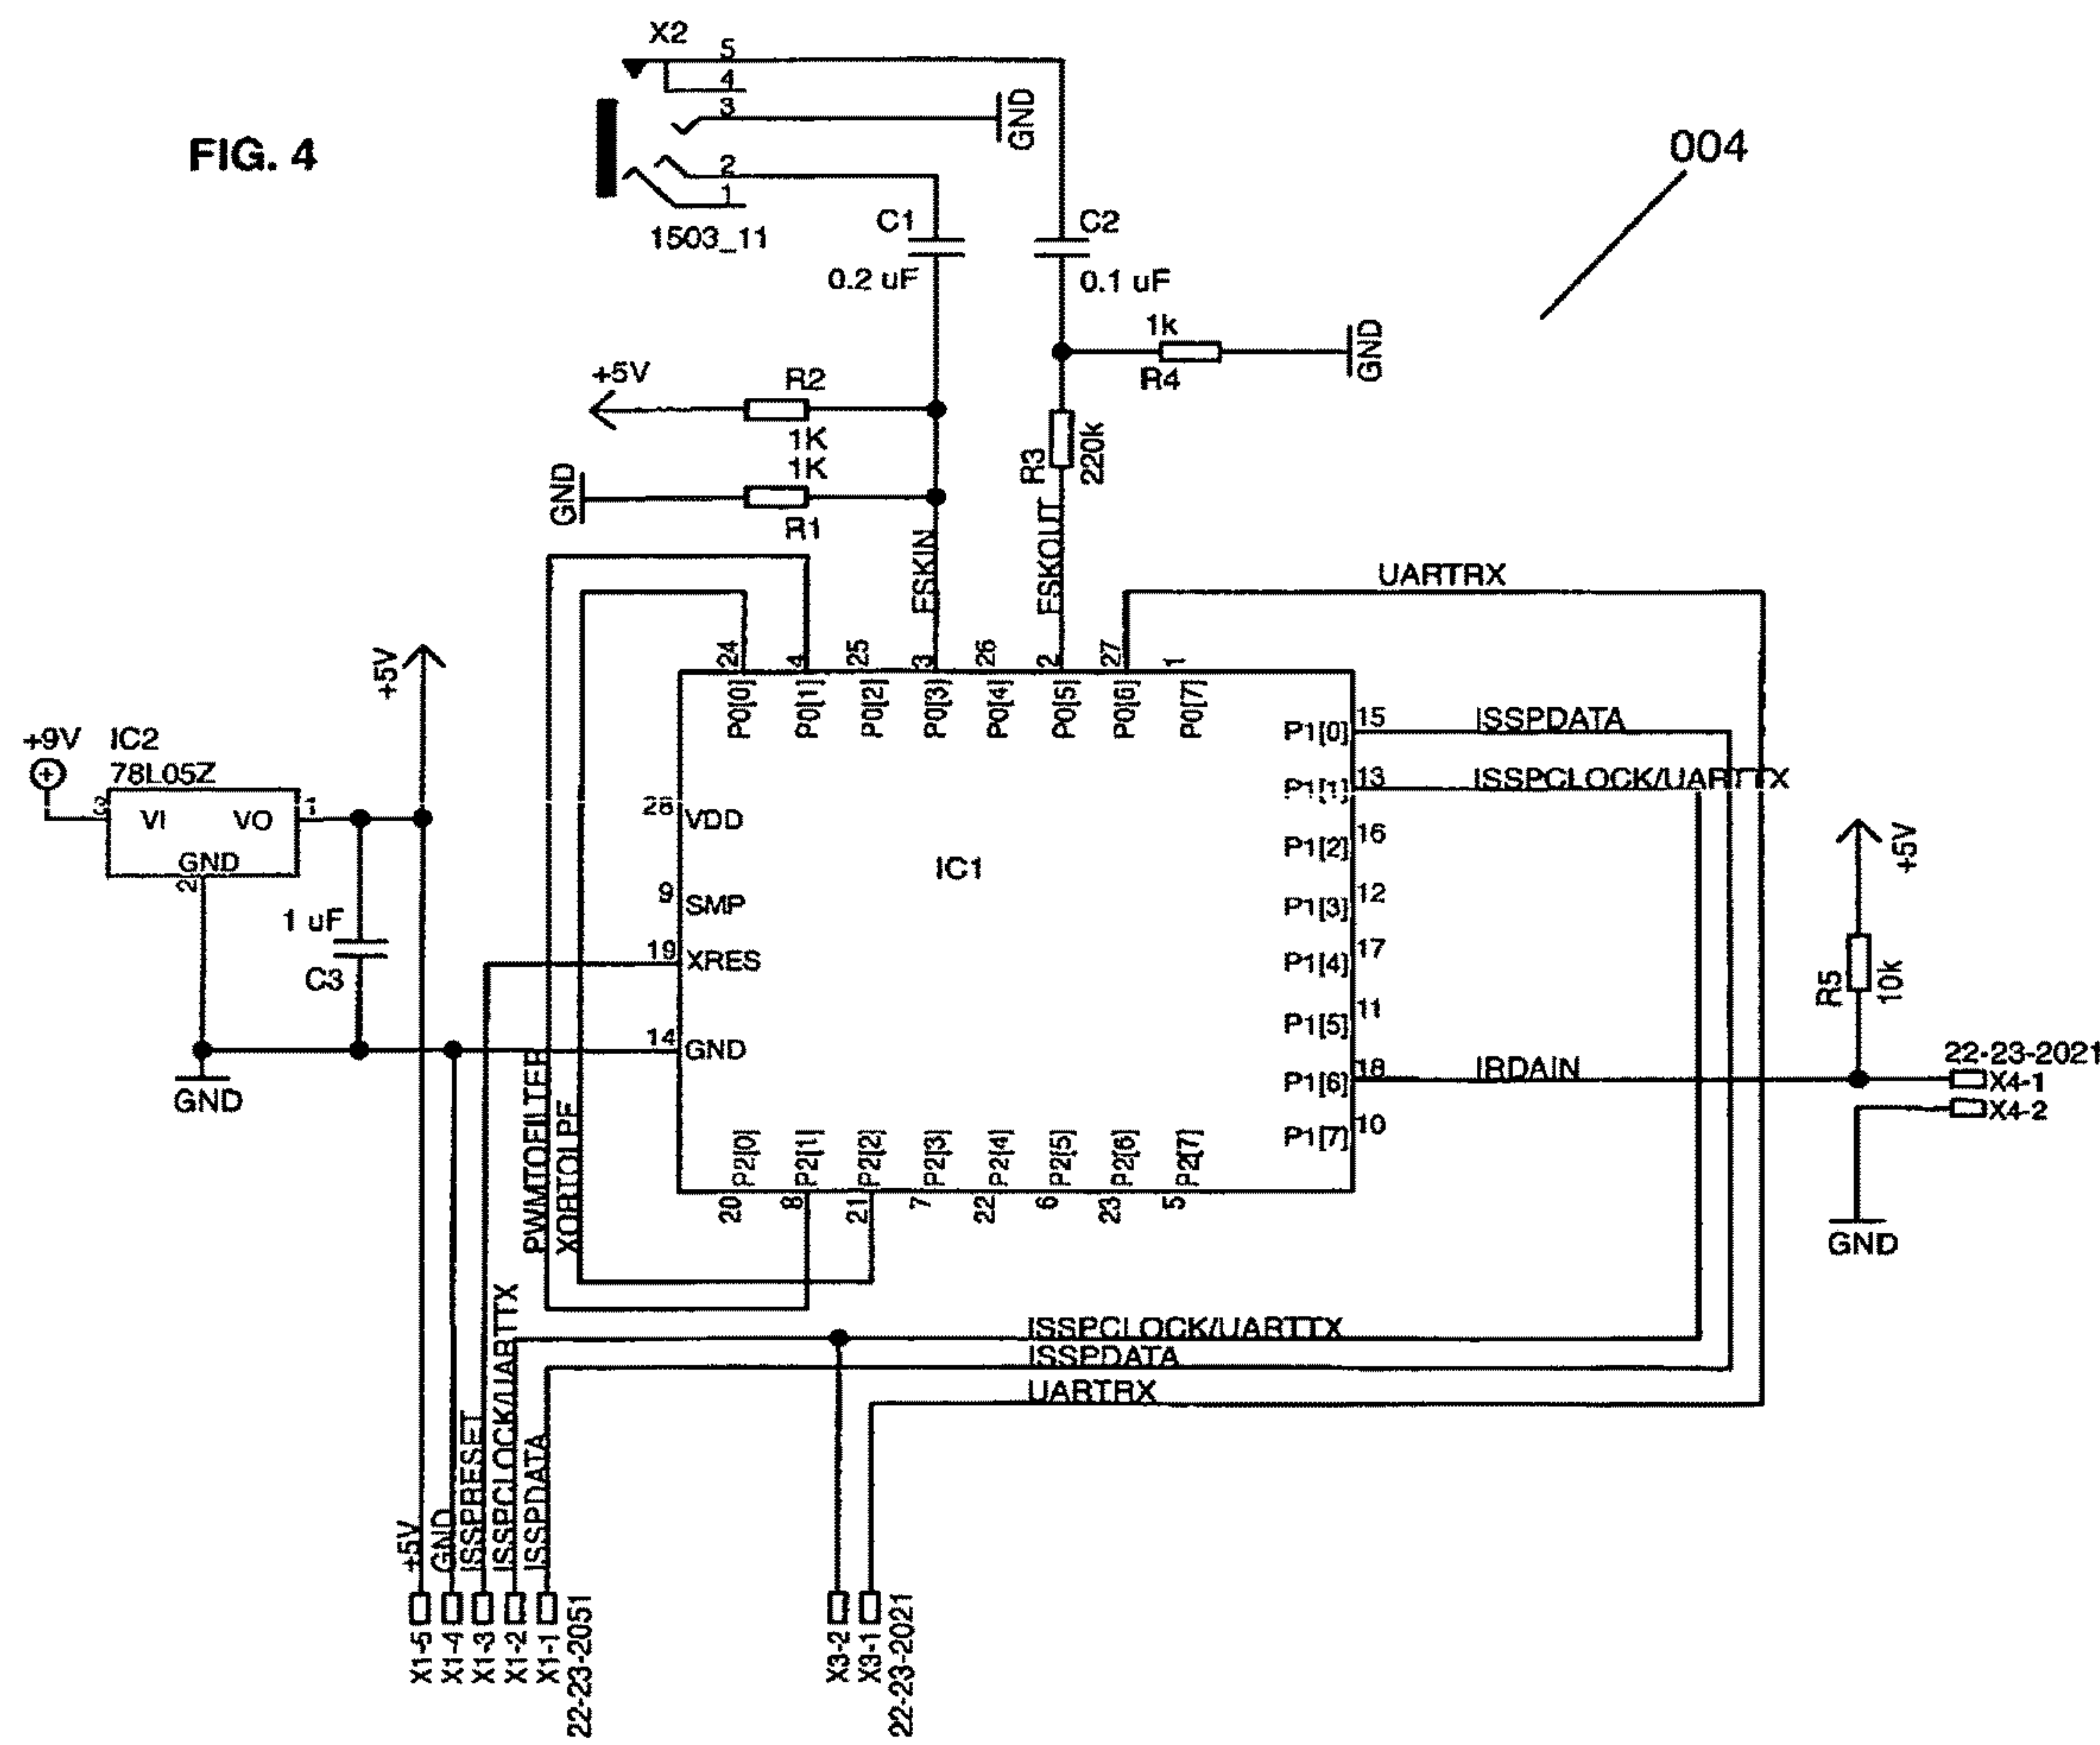 X2
5
4
3
2
1
1503_11
GND
FIG. 4
004
C1
0.2 uF
C2
0.1 uF
1k
R4
GND
+5V
R2
1K
1K
R1
GND
R3
220k
FSKIN
FSKOUT
UARTRX
24
4
25
3
26
2
27
1
P0[0]
P0[1]
P0[2]
P0[3]
P0[4]
P0[5]
P0[6]
P0[7]
+5V
+9V
IC2
78L05Z
3
VI
VO
1
GND
2
1 uF
C3
GND
28
VDD
9
SMP
19
XRES
14
GND
IC1
P1[0]
15
ISSPDATA
P1[1]
13
ISSPCLOCK/UARTTX
P1[2]
16
P1[3]
12
P1[4]
17
P1[5]
11
P1[6]
18
IRDAIN
P1[7]
10
+5V
R5
10k
22-23-2021
X4-1
X4-2
GND
PWMTOFILTER
XORTOLPF
P2[0]
P2[1]
P2[2]
P2[3]
P2[4]
P2[5]
P2[6]
P2[7]
20
8
21
7
22
6
23
5
ISSPCLOCK/UARTTX
ISSPDATA
UARTRX
+5V
GND
ISSPRESET
ISSPCLOCK/UARTTX
ISSPDATA
X1-5
X1-4
X1-3
X1-2
X1-1
22-23-2051
X3-2
X3-1
22-23-2021